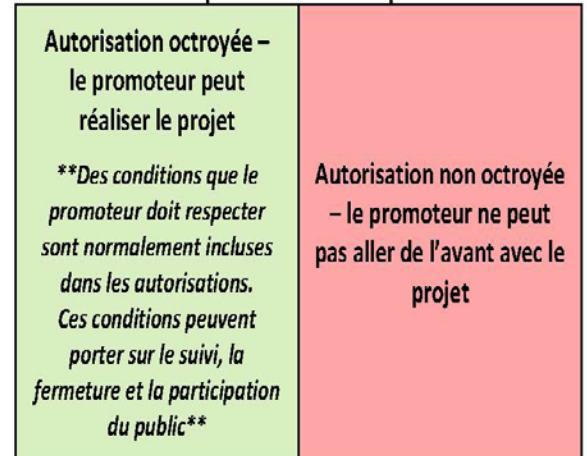 Autorisation octroyée –
le promoteur peut
réaliser le projet
**Des conditions que le
promoteur doit respecter
sont normalement incluses
dans les autorisations.
Ces conditions peuvent
porter sur le suivi, la
fermeture et la participation
du public**
Autorisation non octroyée
– le promoteur ne peut
pas aller de l’avant avec le
projet